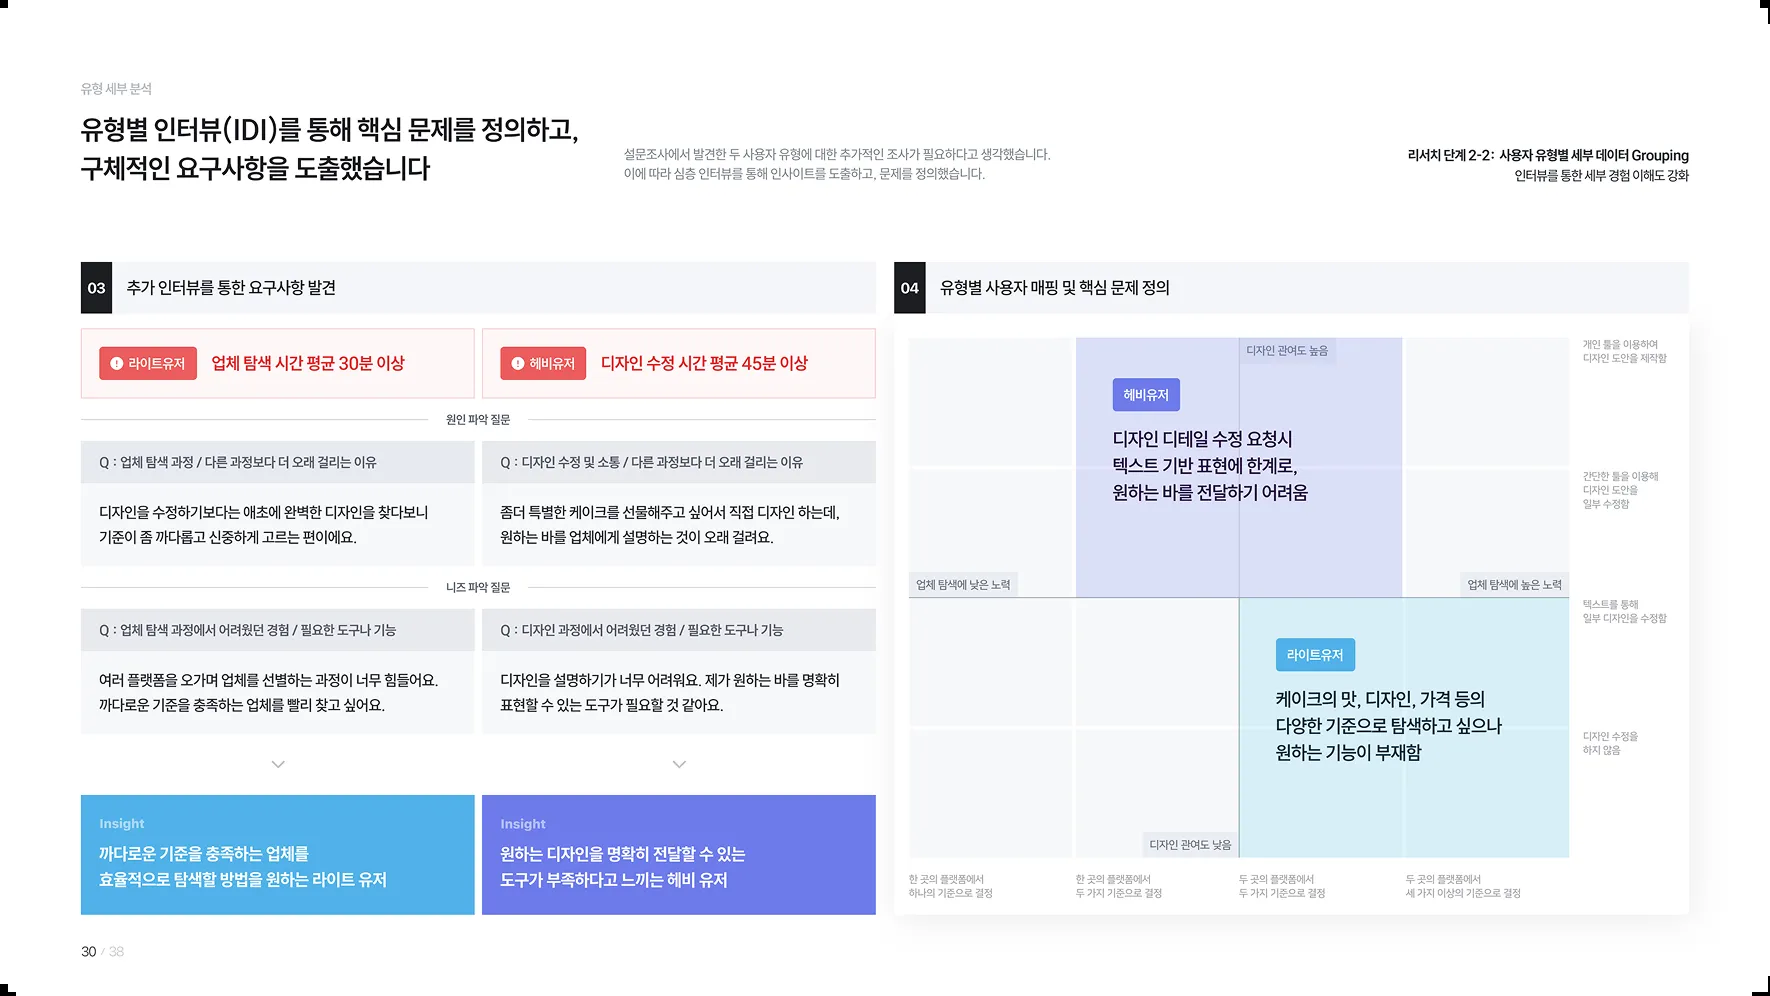 유형 세부 분석
유형별 인터뷰(IDI)를 통해 핵심 문제를 정의하고,
구체적인 요구사항을 도출했습니다
설문조사에서 발견한 두 사용자 유형에 대한 추가적인 조사가 필요하다고 생각했습니다.
이에 따라 심층 인터뷰를 통해 인사이트를 도출하고, 문제를 정의했습니다.
리서치 단계 2-2: 사용자 유형별 세부 데이터 Grouping
인터뷰를 통한 세부 경험 이해도 강화
03 추가 인터뷰를 통한 요구사항 발견
라이트유저 업체 탐색 시간 평균 30분 이상
헤비유저 디자인 수정 시간 평균 45분 이상
원인 파악 질문
Q : 업체 탐색 과정 / 다른 과정보다 더 오래 걸리는 이유
디자인을 수정하기보다는 애초에 완벽한 디자인을 찾다보니
기준이 좀 까다롭고 신중하게 고르는 편이에요.
Q : 디자인 수정 및 소통 / 다른 과정보다 더 오래 걸리는 이유
좀더 특별한 케이크를 선물해주고 싶어서 직접 디자인 하는데,
원하는 바를 업체에게 설명하는 것이 오래 걸려요.
니즈 파악 질문
Q : 업체 탐색 과정에서 어려웠던 경험 / 필요한 도구나 기능
여러 플랫폼을 오가며 업체를 선별하는 과정이 너무 힘들어요.
까다로운 기준을 충족하는 업체를 빨리 찾고 싶어요.
Q : 디자인 과정에서 어려웠던 경험 / 필요한 도구나 기능
디자인을 설명하기가 너무 어려워요. 제가 원하는 바를 명확히
표현할 수 있는 도구가 필요할 것 같아요.
Insight
까다로운 기준을 충족하는 업체를
효율적으로 탐색할 방법을 원하는 라이트 유저
Insight
원하는 디자인을 명확히 전달할 수 있는
도구가 부족하다고 느끼는 헤비 유저
04 유형별 사용자 매핑 및 핵심 문제 정의
디자인 관여도 높음
헤비유저
디자인 디테일 수정 요청시
텍스트 기반 표현에 한계로,
원하는 바를 전달하기 어려움
업체 탐색에 낮은 노력
업체 탐색에 높은 노력
라이트유저
케이크의 맛, 디자인, 가격 등의
다양한 기준으로 탐색하고 싶으나
원하는 기능이 부재함
디자인 관여도 낮음
개인 툴을 이용하여
디자인 도안을 제작함
간단한 툴을 이용해
디자인 도안을
일부 수정함
텍스트를 통해
일부 디자인을 수정함
디자인 수정을
하지 않음
한 곳의 플랫폼에서
하나의 기준으로 결정
한 곳의 플랫폼에서
두 가지 기준으로 결정
두 곳의 플랫폼에서
두 가지 기준으로 결정
두 곳의 플랫폼에서
세 가지 이상의 기준으로 결정
30 / 38